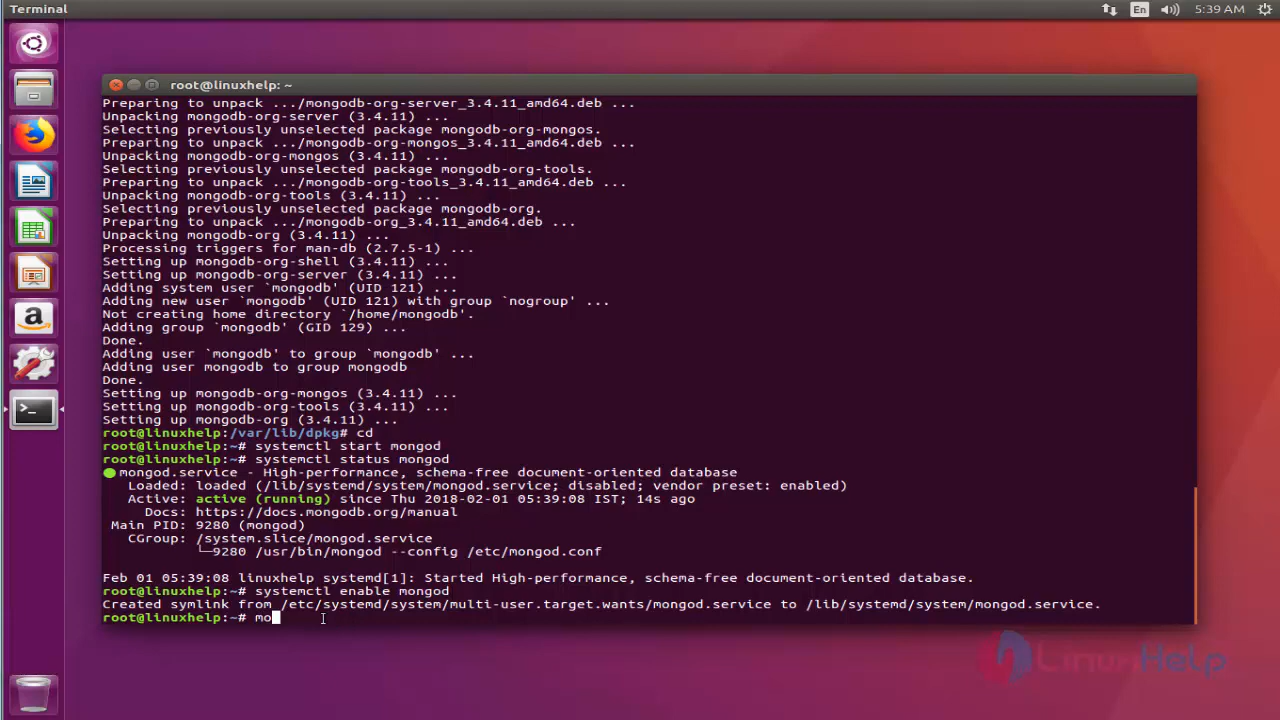 Terminal
En
5:39 AM
root@linuxhelp: ~
Preparing to unpack .../mongodb-org-server_3.4.11_amd64.deb ...
Unpacking mongodb-org-server (3.4.11) ...
Selecting previously unselected package mongodb-org-mongos.
Preparing to unpack .../mongodb-org-mongos_3.4.11_amd64.deb ...
Unpacking mongodb-org-mongos (3.4.11) ...
Selecting previously unselected package mongodb-org-tools.
Preparing to unpack .../mongodb-org-tools_3.4.11_amd64.deb ...
Unpacking mongodb-org-tools (3.4.11) ...
Selecting previously unselected package mongodb-org.
Preparing to unpack .../mongodb-org_3.4.11_amd64.deb ...
Unpacking mongodb-org (3.4.11) ...
Processing triggers for man-db (2.7.5-1) ...
Setting up mongodb-org-shell (3.4.11) ...
Setting up mongodb-org-server (3.4.11) ...
Adding system user `mongodb' (UID 121) ...
Adding new user `mongodb' (UID 121) with group `nogroup' ...
Not creating home directory `/home/mongodb'.
Adding group `mongodb' (GID 129) ...
Done.
Adding user `mongodb' to group `mongodb' ...
Adding user mongodb to group mongodb
Done.
Setting up mongodb-org-mongos (3.4.11) ...
Setting up mongodb-org-tools (3.4.11) ...
Setting up mongodb-org (3.4.11) ...
root@linuxhelp:/var/lib/dpkg# cd
root@linuxhelp:~# systemctl start mongod
root@linuxhelp:~# systemctl status mongod
● mongod.service - High-performance, schema-free document-oriented database
Loaded: loaded (/lib/systemd/system/mongod.service; disabled; vendor preset: enabled)
Active: active (running) since Thu 2018-02-01 05:39:08 IST; 14s ago
Docs: https://docs.mongodb.org/manual
Main PID: 9280 (mongod)
CGroup: /system.slice/mongod.service
└─9280 /usr/bin/mongod --config /etc/mongod.conf
Feb 01 05:39:08 linuxhelp systemd[1]: Started High-performance, schema-free document-oriented database.
root@linuxhelp:~# systemctl enable mongod
Created symlink from /etc/systemd/system/multi-user.target.wants/mongod.service to /lib/systemd/system/mongod.service.
root@linuxhelp:~# mo
LinuxHelp